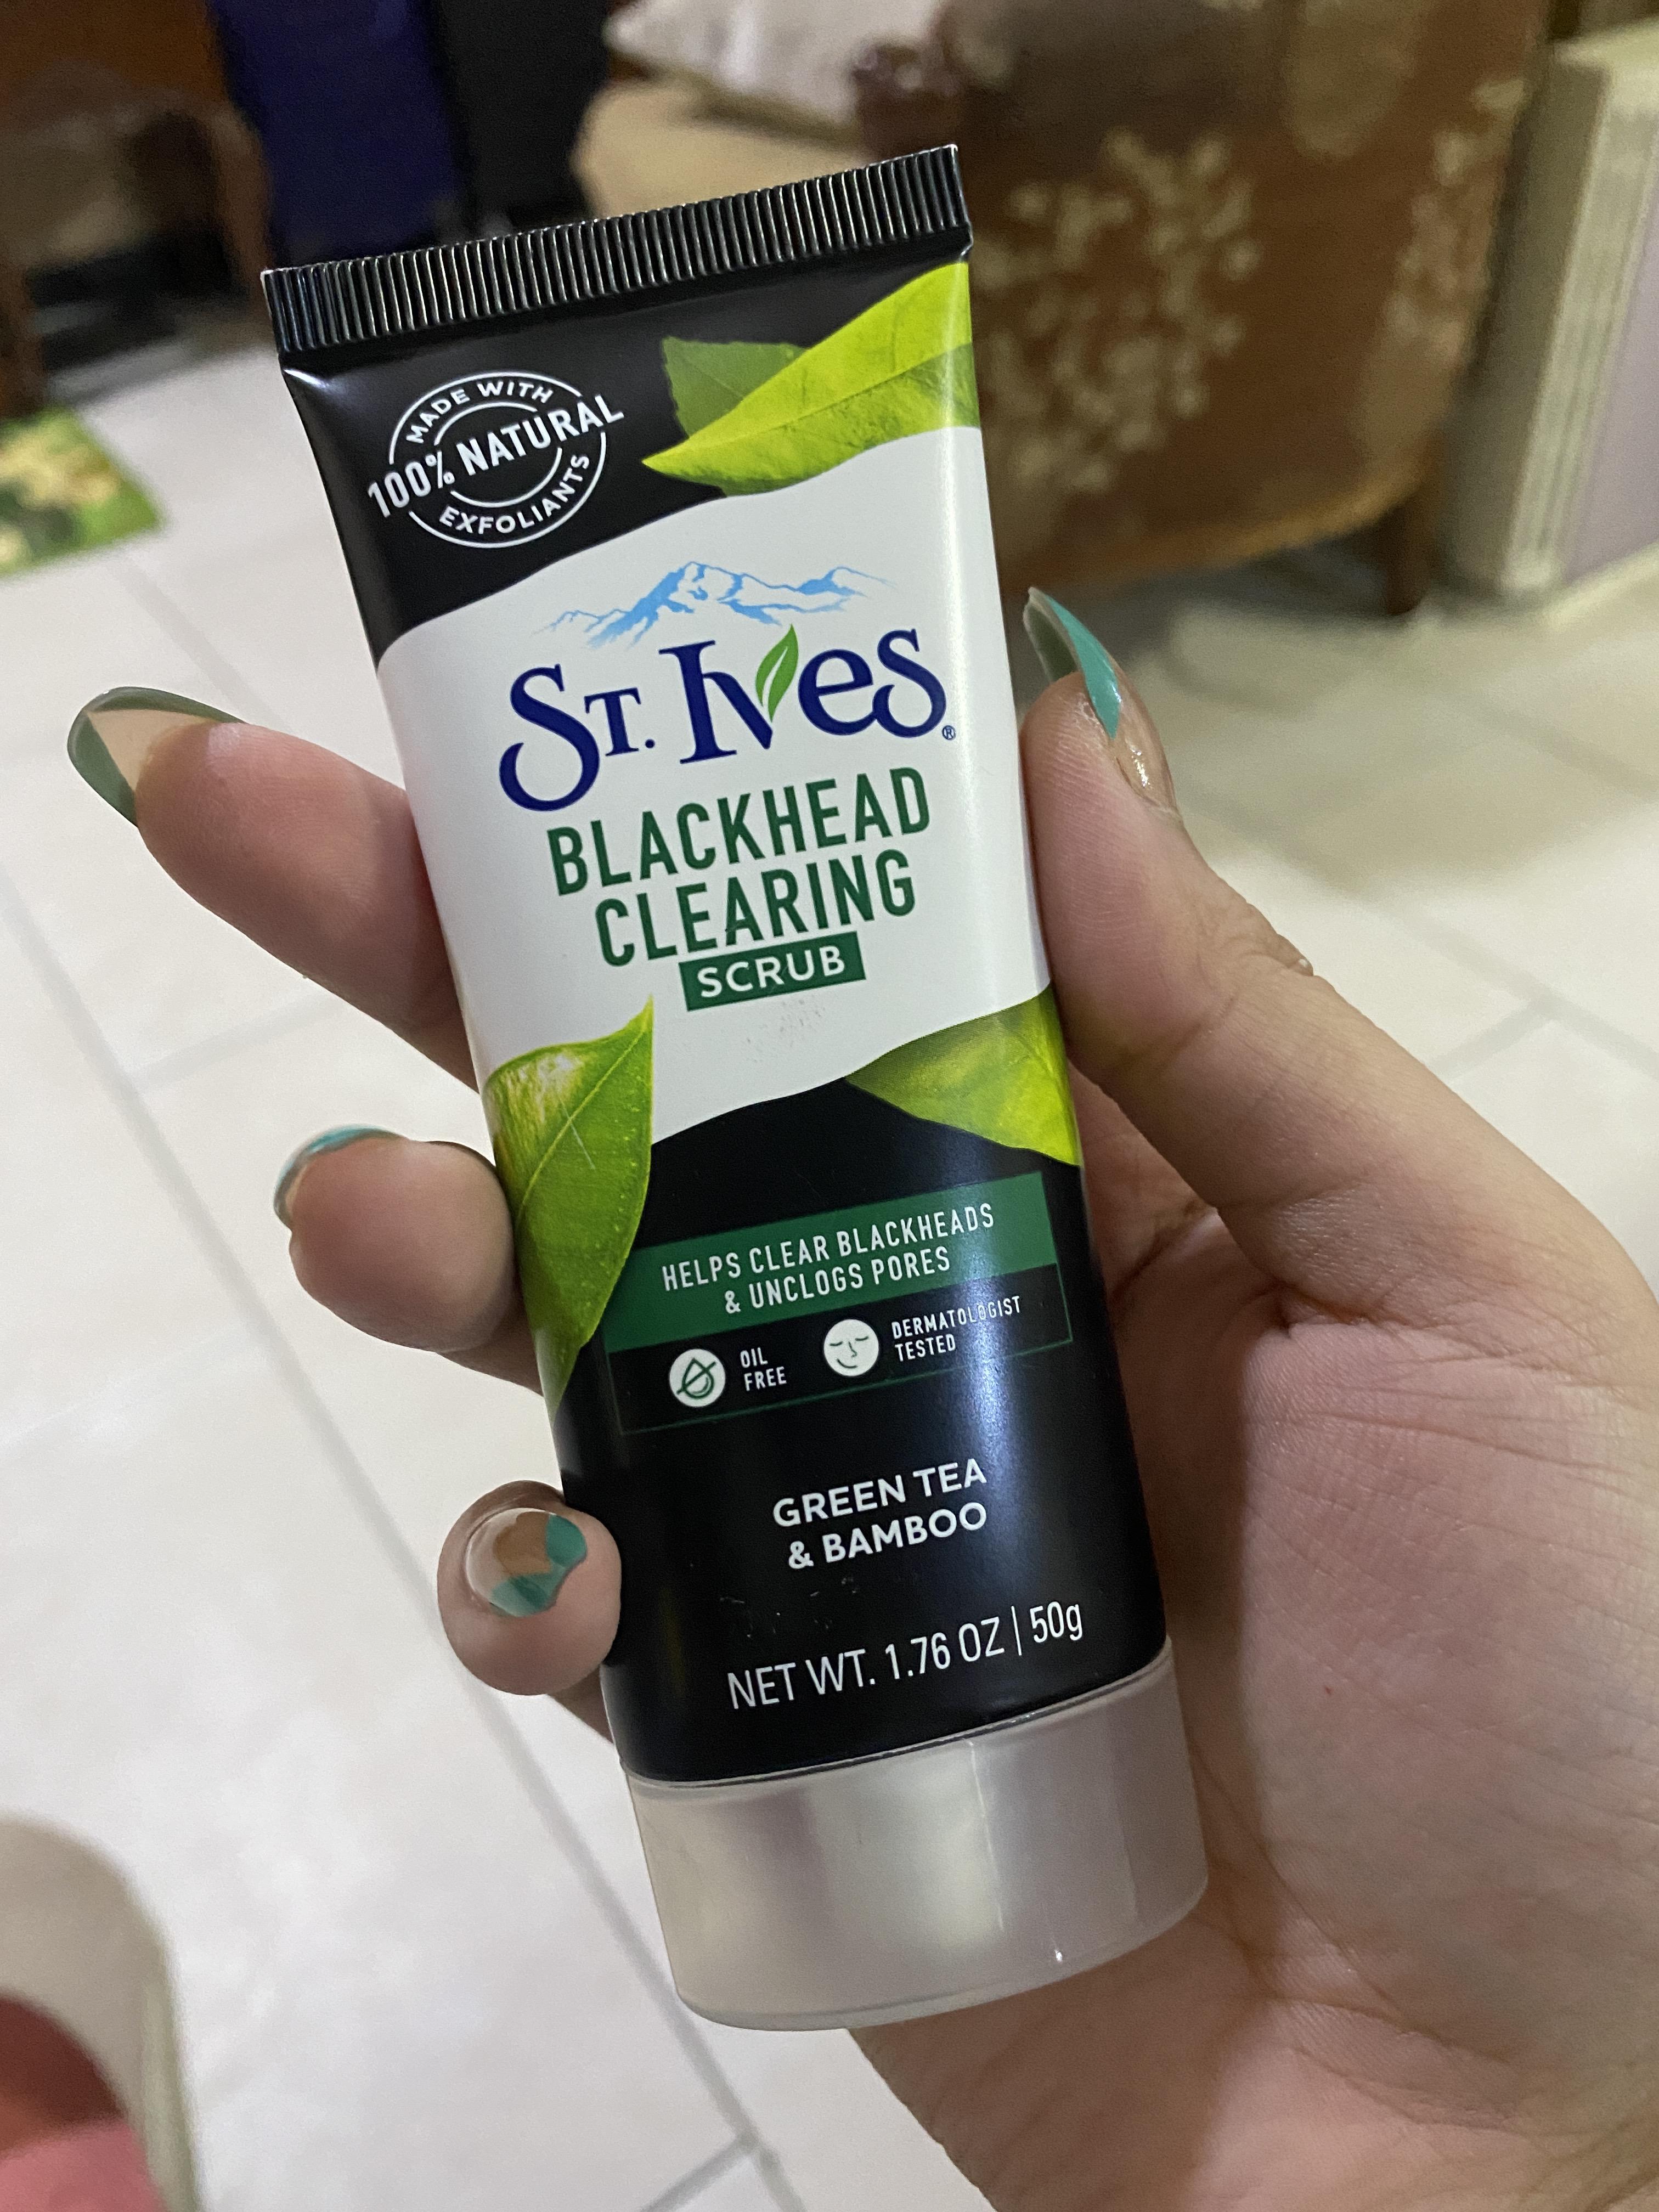 MADE WITH
100% NATURAL
EXFOLIANTS
ST. IVES®
BLACKHEAD
CLEARING
SCRUB
HELPS CLEAR BLACKHEADS
& UNCLOGS PORES
OIL
FREE
DERMATOLOGIST
TESTED
GREEN TEA
& BAMBOO
NET WT. 1.76 OZ | 50g